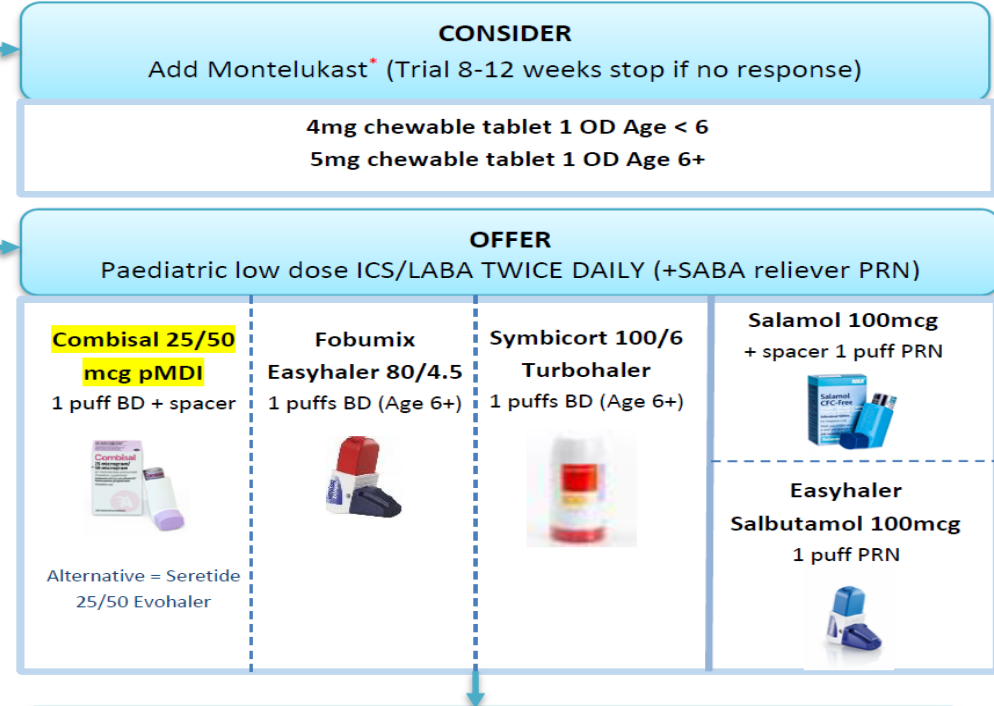 CONSIDER
Add Montelukast* (Trial 8-12 weeks stop if no response)
4mg chewable tablet 1 OD Age < 6
5mg chewable tablet 1 OD Age 6+
OFFER
Paediatric low dose ICS/LABA TWICE DAILY (+SABA reliever PRN)
Combisal 25/50
mcg pMDI
1 puff BD + spacer
Combisal
Alternative = Seretide
25/50 Evohaler
Fobumix
Easyhaler 80/4.5
1 puffs BD (Age 6+)
Symbicort 100/6
Turbohaler
1 puffs BD (Age 6+)
Salamol 100mcg
+ spacer 1 puff PRN
Salamol
CFC-Free
Easyhaler
Salbutamol 100mcg
1 puff PRN